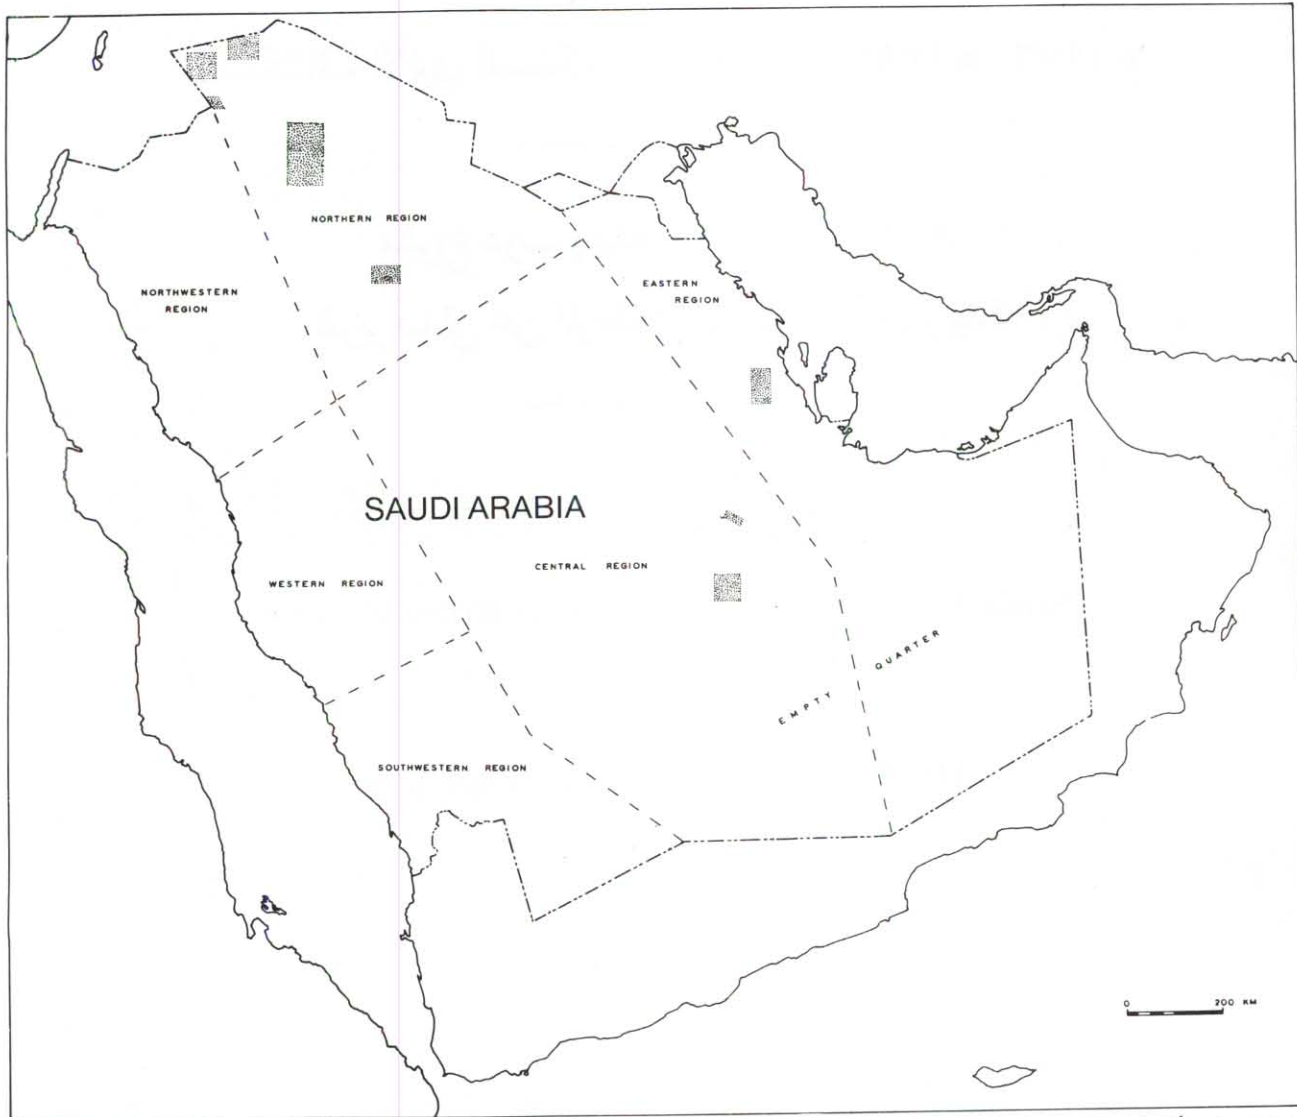 NORTHERN REGION
NORTHWESTERN
REGION
EASTERN
REGION
SAUDI ARABIA
WESTERN REGION
CENTRAL REGION
EMPTY QUARTER
SOUTHWESTERN REGION
0 200 KM